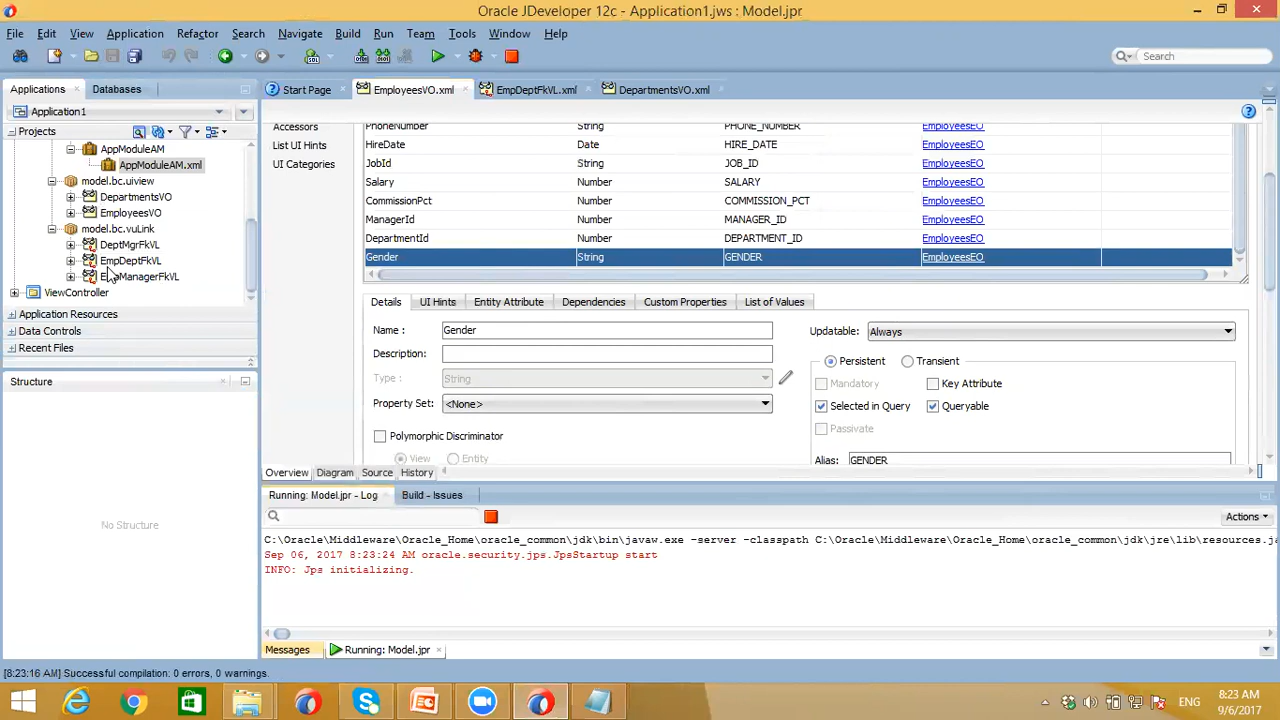 Oracle JDeveloper 12c - Application1.jws : Model.jpr
File Edit View Application Refactor Search Navigate Build Run Team Tools Window Help
Search
Applications Databases
Start Page EmployeesVO.xml EmpDeptFkVL.xml DepartmentsVO.xml
Application1
Projects
AppModuleAM
AppModuleAM.xml
model.bc.uiview
DepartmentsVO
EmployeesVO
model.bc.vuLink
DeptMgrFkVL
EmpDeptFkVL
ManagerFkVL
ViewController
Application Resources
Data Controls
Recent Files
Structure
No Structure
Accessors
List UI Hints
UI Categories
PhoneNumber String PHONE_NUMBER EmployeesEO
HireDate Date HIRE_DATE EmployeesEO
JobId String JOB_ID EmployeesEO
Salary Number SALARY EmployeesEO
CommissionPct Number COMMISSION_PCT EmployeesEO
ManagerId Number MANAGER_ID EmployeesEO
DepartmentId Number DEPARTMENT_ID EmployeesEO
Gender String GENDER EmployeesEO
Details UI Hints Entity Attribute Dependencies Custom Properties List of Values
Name : Gender
Updatable: Always
Description:
Persistent Transient
Type : String
Mandatory Key Attribute
Property Set: <None>
Selected in Query Queryable
Passivate
Polymorphic Discriminator
View Entity
Alias: GENDER
Overview Diagram Source History
Running: Model.jpr - Log Build - Issues
Actions
C:\Oracle\Middleware\Oracle_Home\oracle_common\jdk\bin\javaw.exe -server -classpath C:\Oracle\Middleware\Oracle_Home\oracle_common\jdk\jre\lib\resources.ja
Sep 06, 2017 8:23:24 AM oracle.security.jps.JpsStartup start
INFO: Jps initializing.
Messages Running: Model.jpr
[8:23:16 AM] Successful compilation: 0 errors, 0 warnings.
ENG
8:23 AM
9/6/2017